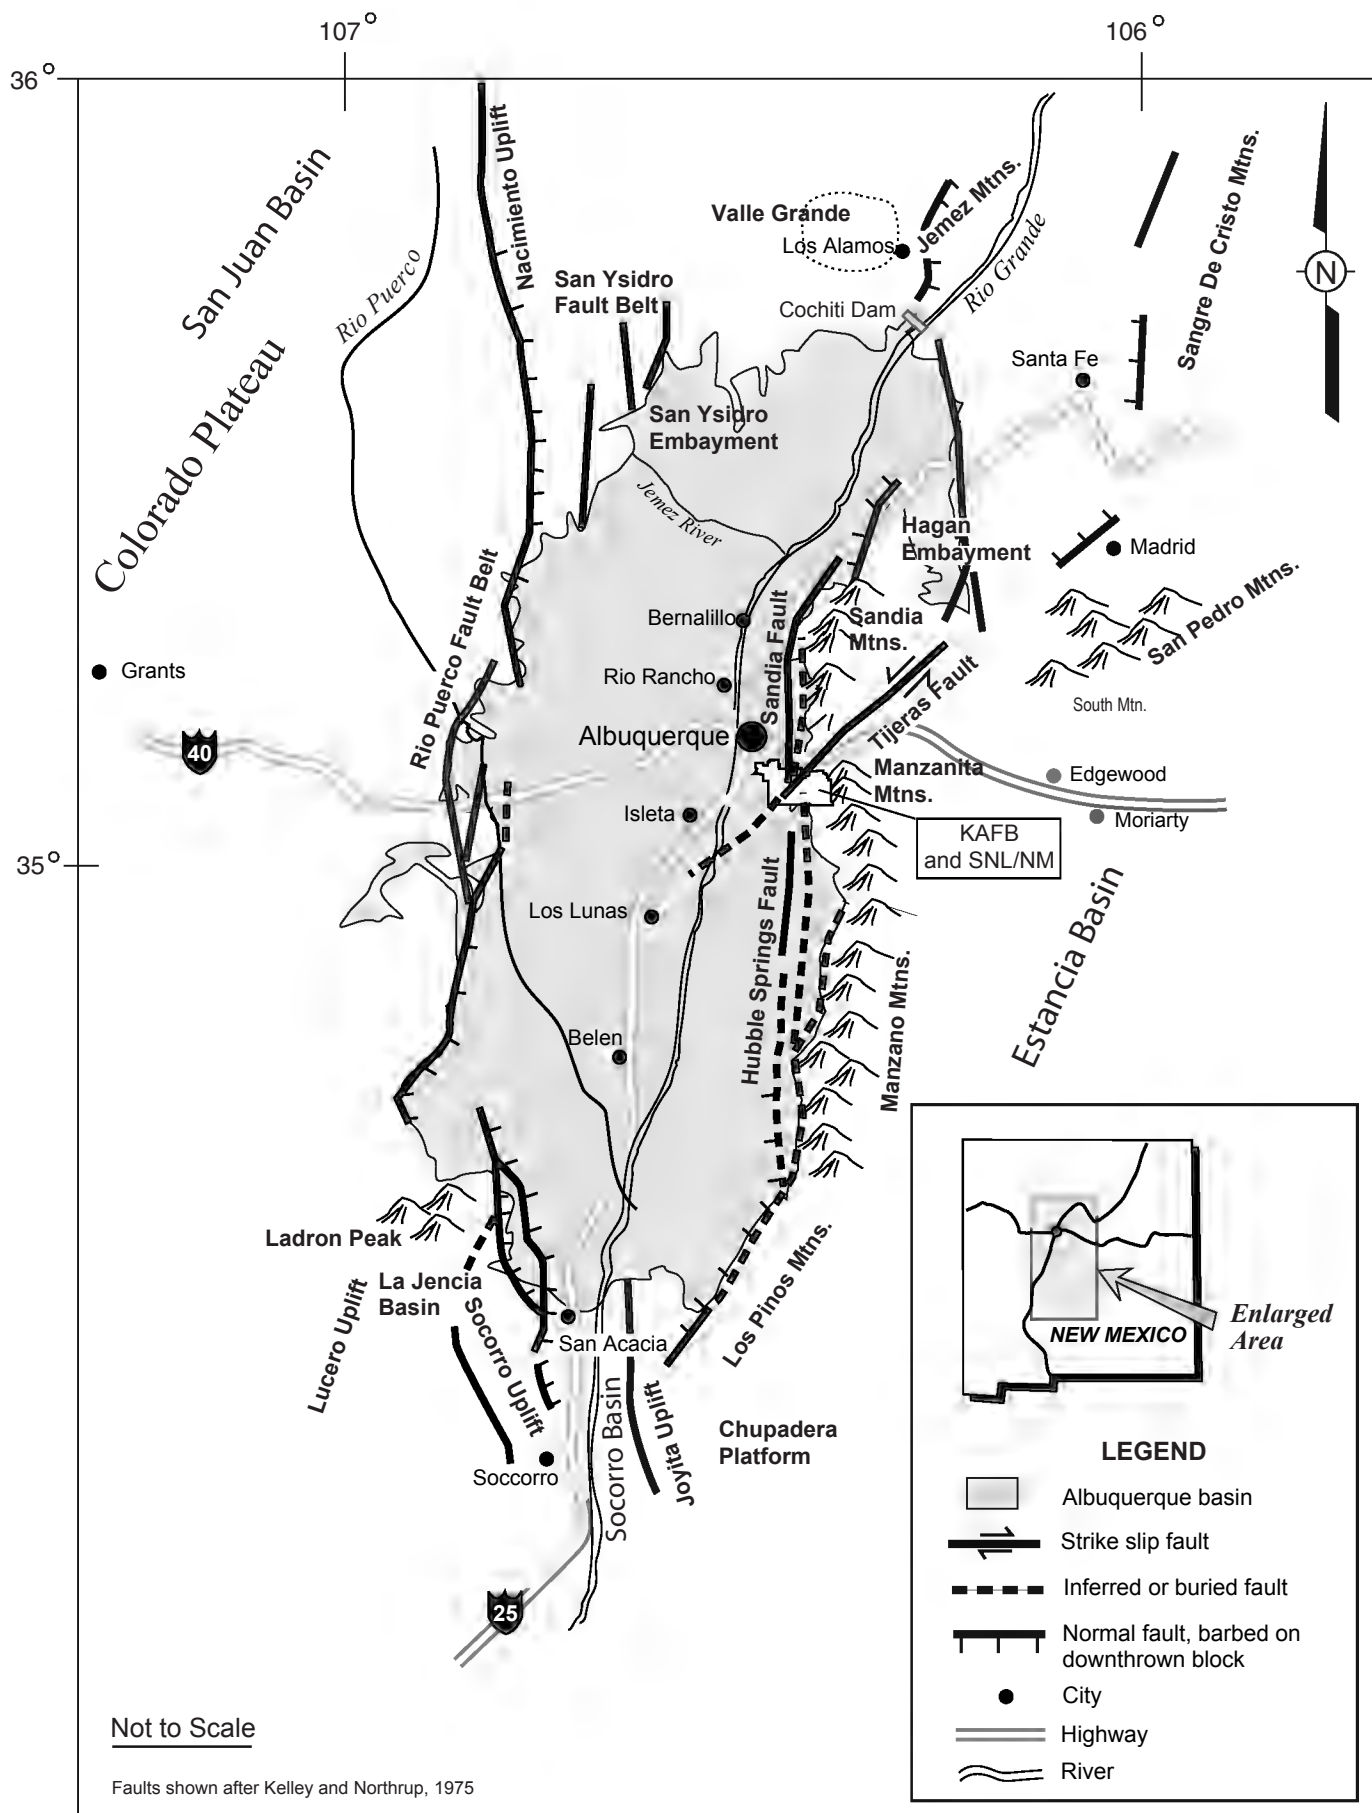 107°
106°
36°
San Juan Basin
Colorado Plateau
Rio Puerco
Nacimiento Uplift
San Ysidro
Fault Belt
Valle Grande
Los Alamos
Jemez Mtns.
Cochiti Dam
Rio Grande
Sangre De Cristo Mtns.
N
Santa Fe
San Ysidro
Embayment
Jemez River
Hagan
Embayment
Madrid
San Pedro Mtns.
Rio Puerco Fault Belt
Bernalillo
Sandia Fault
Sandia
Mtns.
Grants
Rio Rancho
Tijeras Fault
South Mtn.
40
Albuquerque
Manzanita
Mtns.
Edgewood
Isleta
Moriarty
KAFB
and SNL/NM
35°
Los Lunas
Hubble Springs Fault
Manzano Mtns.
Estancia Basin
Belen
Ladron Peak
La Jencia
Basin
Lucero Uplift
Socorro Uplift
San Acacia
Los Pinos Mtns.
Socorro Basin
Joyita Uplift
Chupadera
Platform
Soccorro
25
NEW MEXICO
Enlarged
Area
LEGEND
Albuquerque basin
Strike slip fault
Inferred or buried fault
Normal fault, barbed on
downthrown block
City
Highway
River
Not to Scale
Faults shown after Kelley and Northrup, 1975